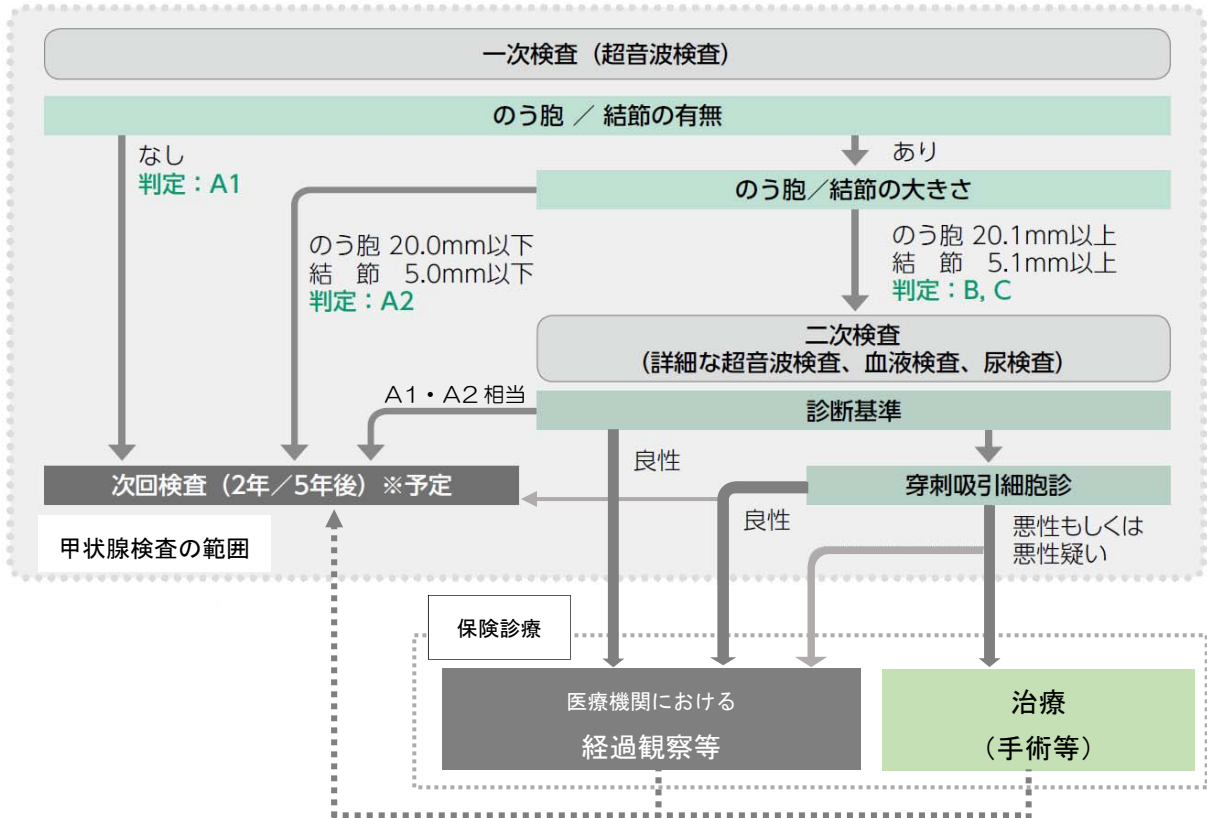 一次検査（超音波検査）
のう胞 ／ 結節の有無
なし
判定：A1
あり
のう胞／結節の大きさ
のう胞 20.0mm以下
結　節　5.0mm以下
判定：A2
のう胞 20.1mm以上
結　節　5.1mm以上
判定：B, C
二次検査
（詳細な超音波検査、血液検査、尿検査）
A1・A2 相当
診断基準
良性
次回検査（2年／5年後）※予定
穿刺吸引細胞診
良性
悪性もしくは
悪性疑い
甲状腺検査の範囲
保険診療
医療機関における
経過観察等
治療
（手術等）